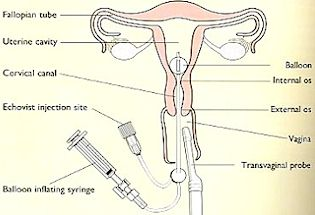 Fallopian tube
Uterine cavity
Cervical canal
Echovist injection site
Balloon inflating syringe
Balloon
Internal os
External os
Vagina
Transvaginal probe